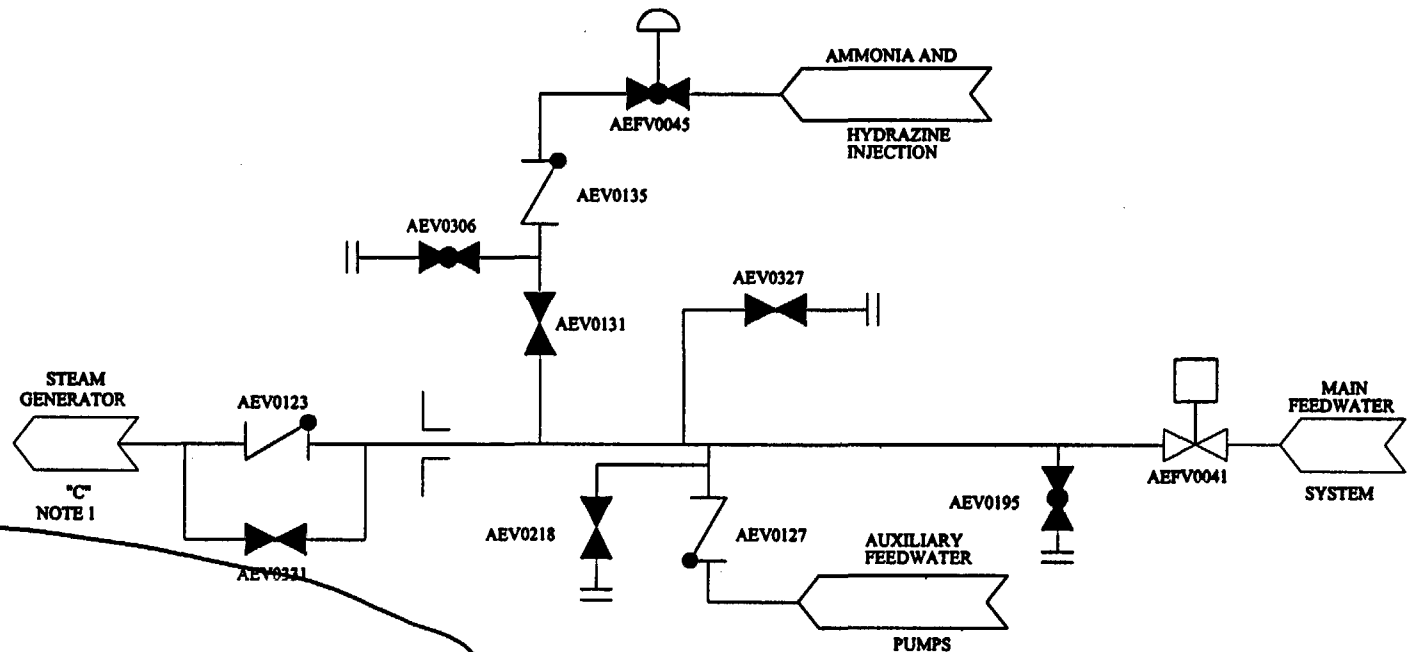 AMMONIA AND
HYDRAZINE
INJECTION
AEFV0045
AEV0135
AEV0306
AEV0327
AEV0131
STEAM
GENERATOR
"C"
NOTE 1
AEV0123
AEV0331
MAIN
FEEDWATER
SYSTEM
AEFV0041
AEV0195
AEV0218
AEV0127
AUXILIARY
FEEDWATER
PUMPS